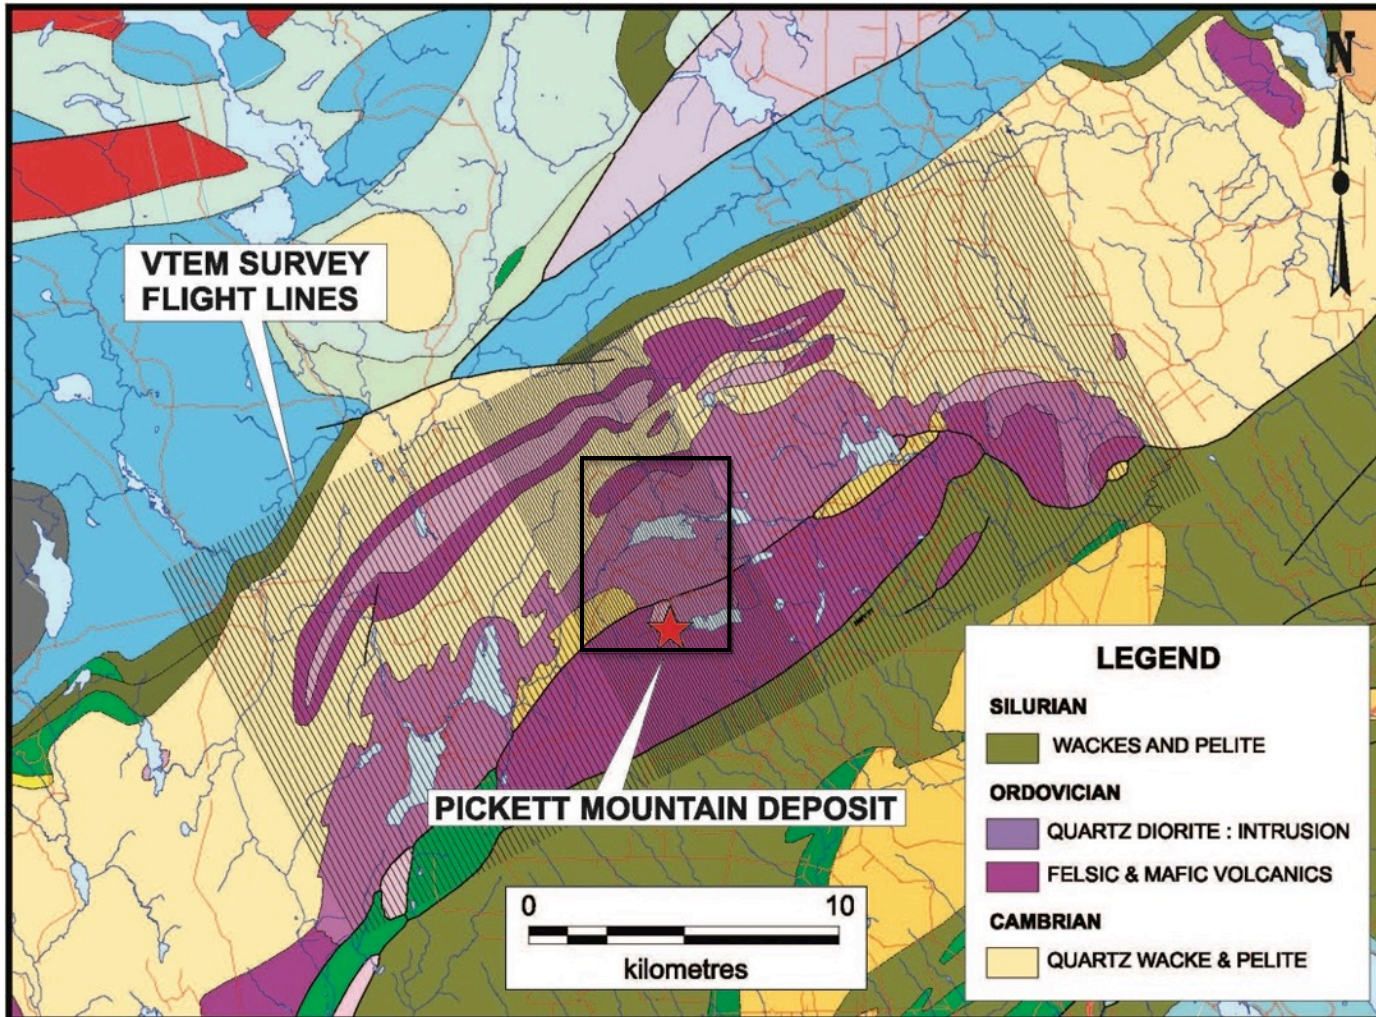 N
VTEM SURVEY
FLIGHT LINES
PICKETT MOUNTAIN DEPOSIT
0 10
kilometres
LEGEND
SILURIAN
WACKES AND PELITE
ORDOVICIAN
QUARTZ DIORITE : INTRUSION
FELSIC & MAFIC VOLCANICS
CAMBRIAN
QUARTZ WACKE & PELITE